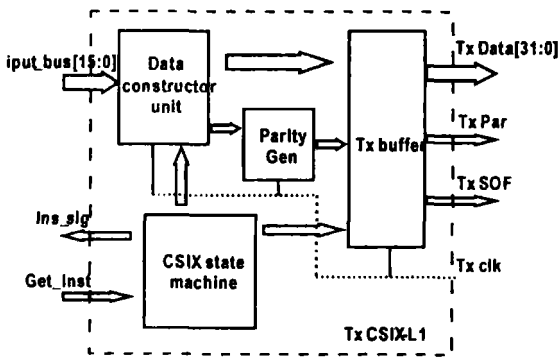 iput_bus[15:0]
Data
constructor
unit
Tx Data[31:0]
Parity
Gen
Tx buffer
Tx Par
Tx SOF
Ins_sig
CSIX state
machine
Get_Inst
Tx clk
Tx CSIX-L1